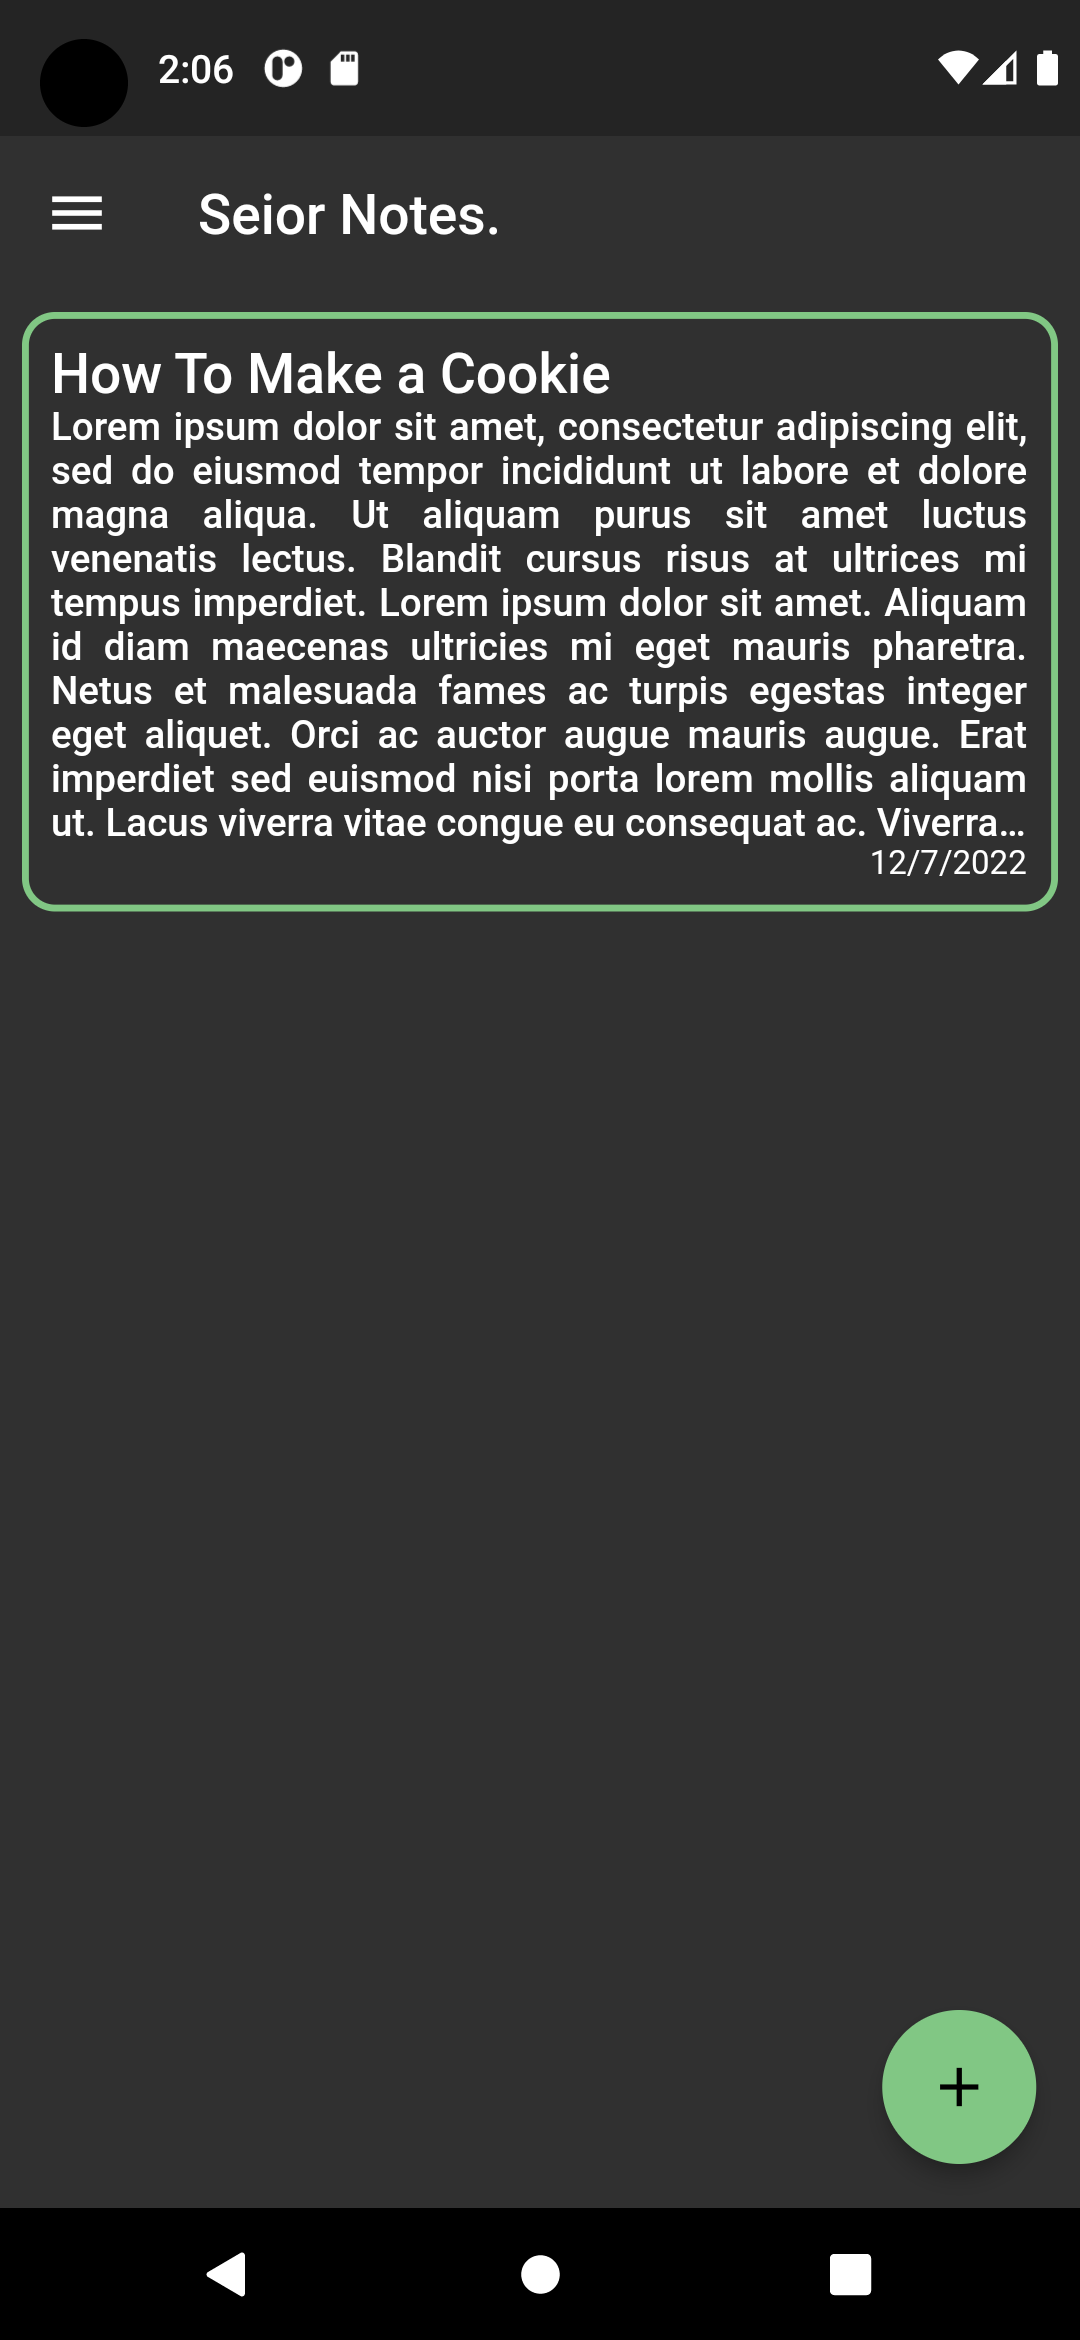 2:06
Seior Notes.
How To Make a Cookie
Lorem ipsum dolor sit amet, consectetur adipiscing elit,
sed do eiusmod tempor incididunt ut labore et dolore
magna aliqua. Ut aliquam purus sit amet luctus
venenatis lectus. Blandit cursus risus at ultrices mi
tempus imperdiet. Lorem ipsum dolor sit amet. Aliquam
id diam maecenas ultricies mi eget mauris pharetra.
Netus et malesuada fames ac turpis egestas integer
eget aliquet. Orci ac auctor augue mauris augue. Erat
imperdiet sed euismod nisi porta lorem mollis aliquam
ut. Lacus viverra vitae congue eu consequat ac. Viverra…
12/7/2022